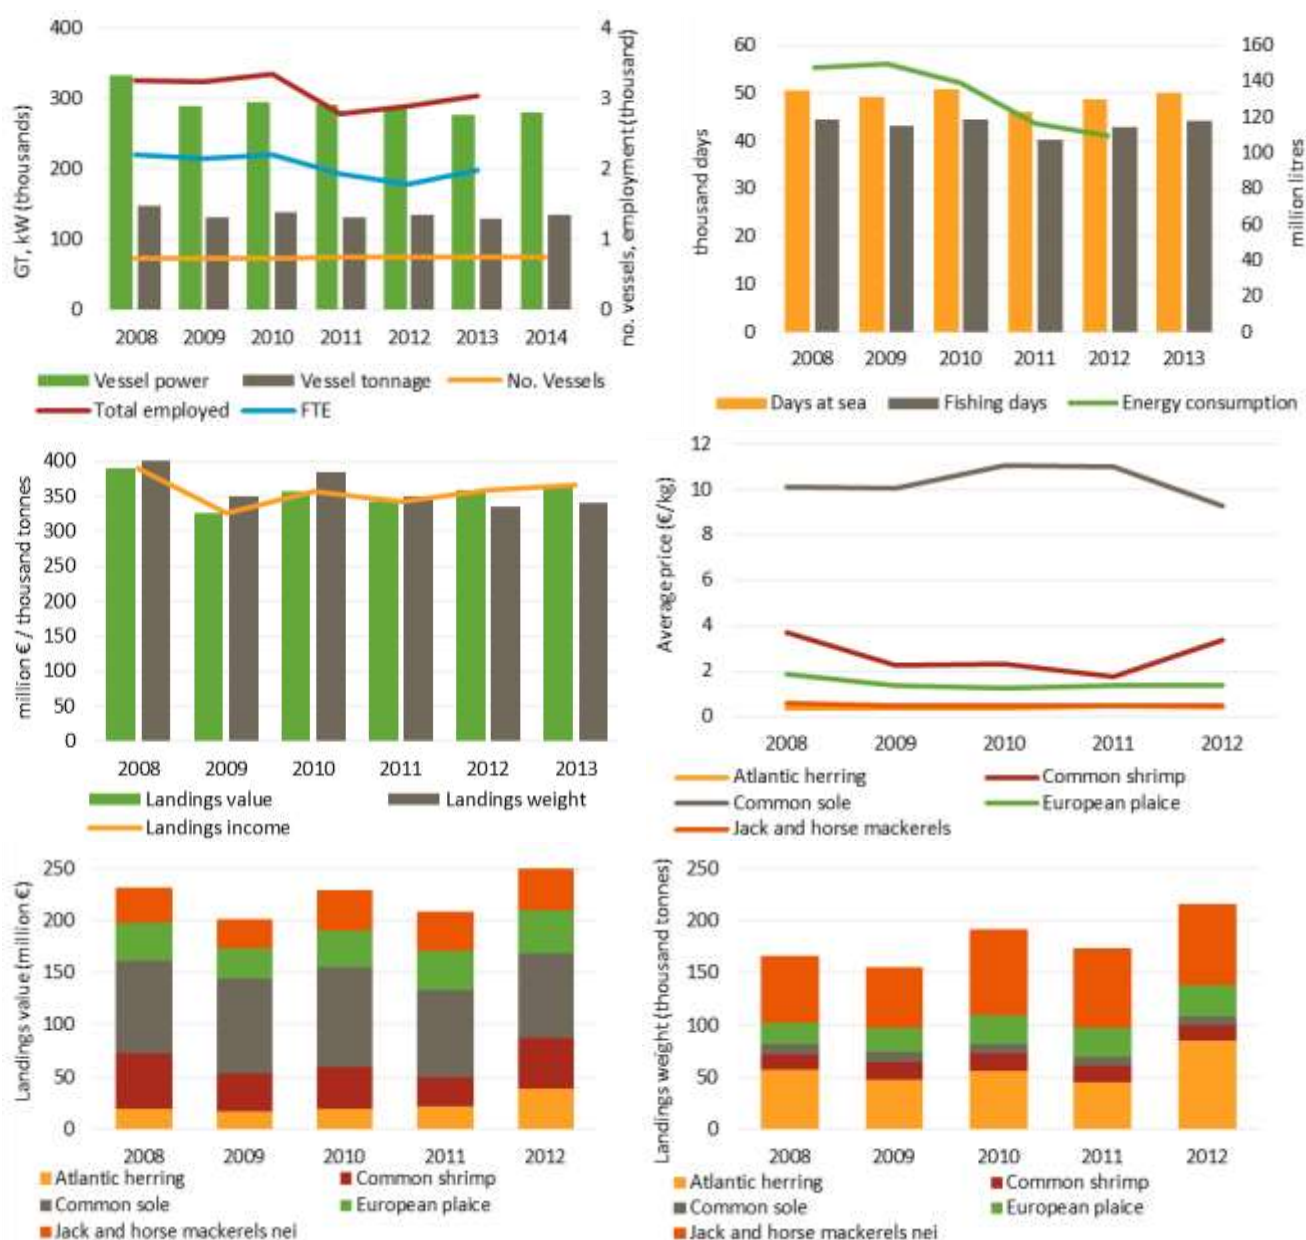 400
300
200
100
0
4
3
2
1
0
GT, kW (thousands)
no. vessels, employment (thousand)
2008 2009 2010 2011 2012 2013 2014
Vessel power Vessel tonnage No. Vessels
Total employed FTE
60
50
40
30
20
10
0
160
140
120
100
80
60
40
20
0
thousand days
million litres
2008 2009 2010 2011 2012 2013
Days at sea Fishing days Energy consumption
400
350
300
250
200
150
100
50
0
million € / thousand tonnes
2008 2009 2010 2011 2012 2013
Landings value Landings weight
Landings income
12
10
8
6
4
2
0
Average price (€/kg)
2008 2009 2010 2011 2012
Atlantic herring Common shrimp
Common sole European plaice
Jack and horse mackerels
250
200
150
100
50
0
Landings value (million €)
2008 2009 2010 2011 2012
Atlantic herring Common shrimp
Common sole European plaice
Jack and horse mackerels nei
250
200
150
100
50
0
Landings weight (thousand tonnes)
2008 2009 2010 2011 2012
Atlantic herring Common shrimp
Common sole European plaice
Jack and horse mackerels nei